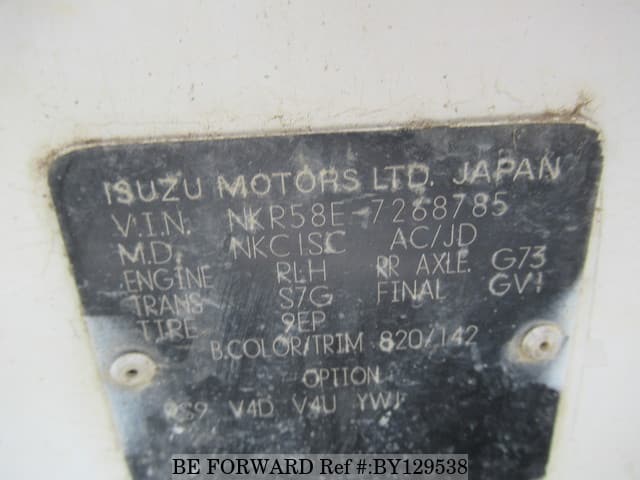 ISUZU MOTORS LTD. JAPAN
V.I.N. NKR58E-7268785
M.D. NKC1SC AC/JD
ENGINE RLH RR AXLE. G73
TRANS S7G FINAL GV1
TIRE 9EP
B.COLOR/TRIM 820/142
OPTION
V4D V4U
BE FORWARD Ref #:BY129538